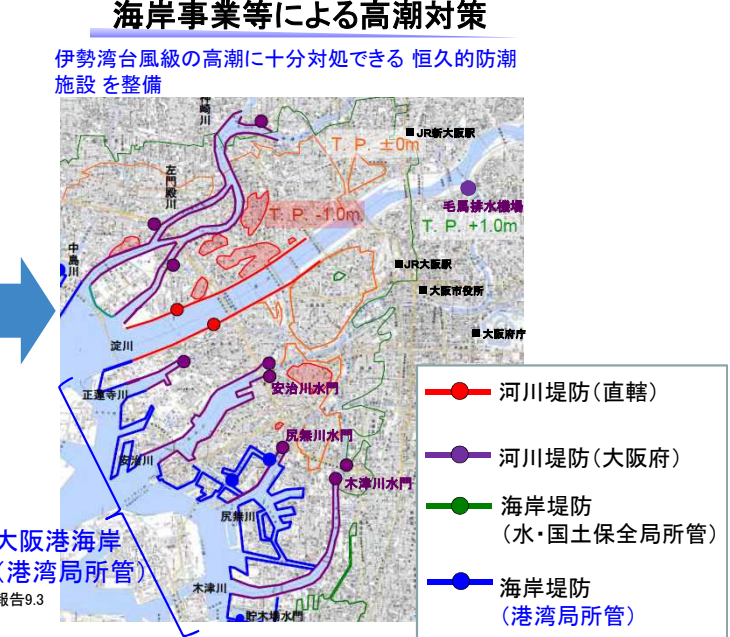 海岸事業等による高潮対策
伊勢湾台風級の高潮に十分対処できる 恒久的防潮
施設 を整備
神崎川
■JR新大阪駅
T. P. ±0m
左門殿川
毛馬排水機場
T. P. -1.0m
T. P. +1.0m
中島川
■JR大阪駅
■大阪市役所
■大阪府庁
淀川
正蓮寺川
安治川水門
安治川
尻無川水門
木津川水門
尻無川
木津川
貯木場水門
大阪港海岸
(港湾局所管)
報告9.3
河川堤防(直轄)
河川堤防(大阪府)
海岸堤防
(水・国土保全局所管)
海岸堤防
(港湾局所管)